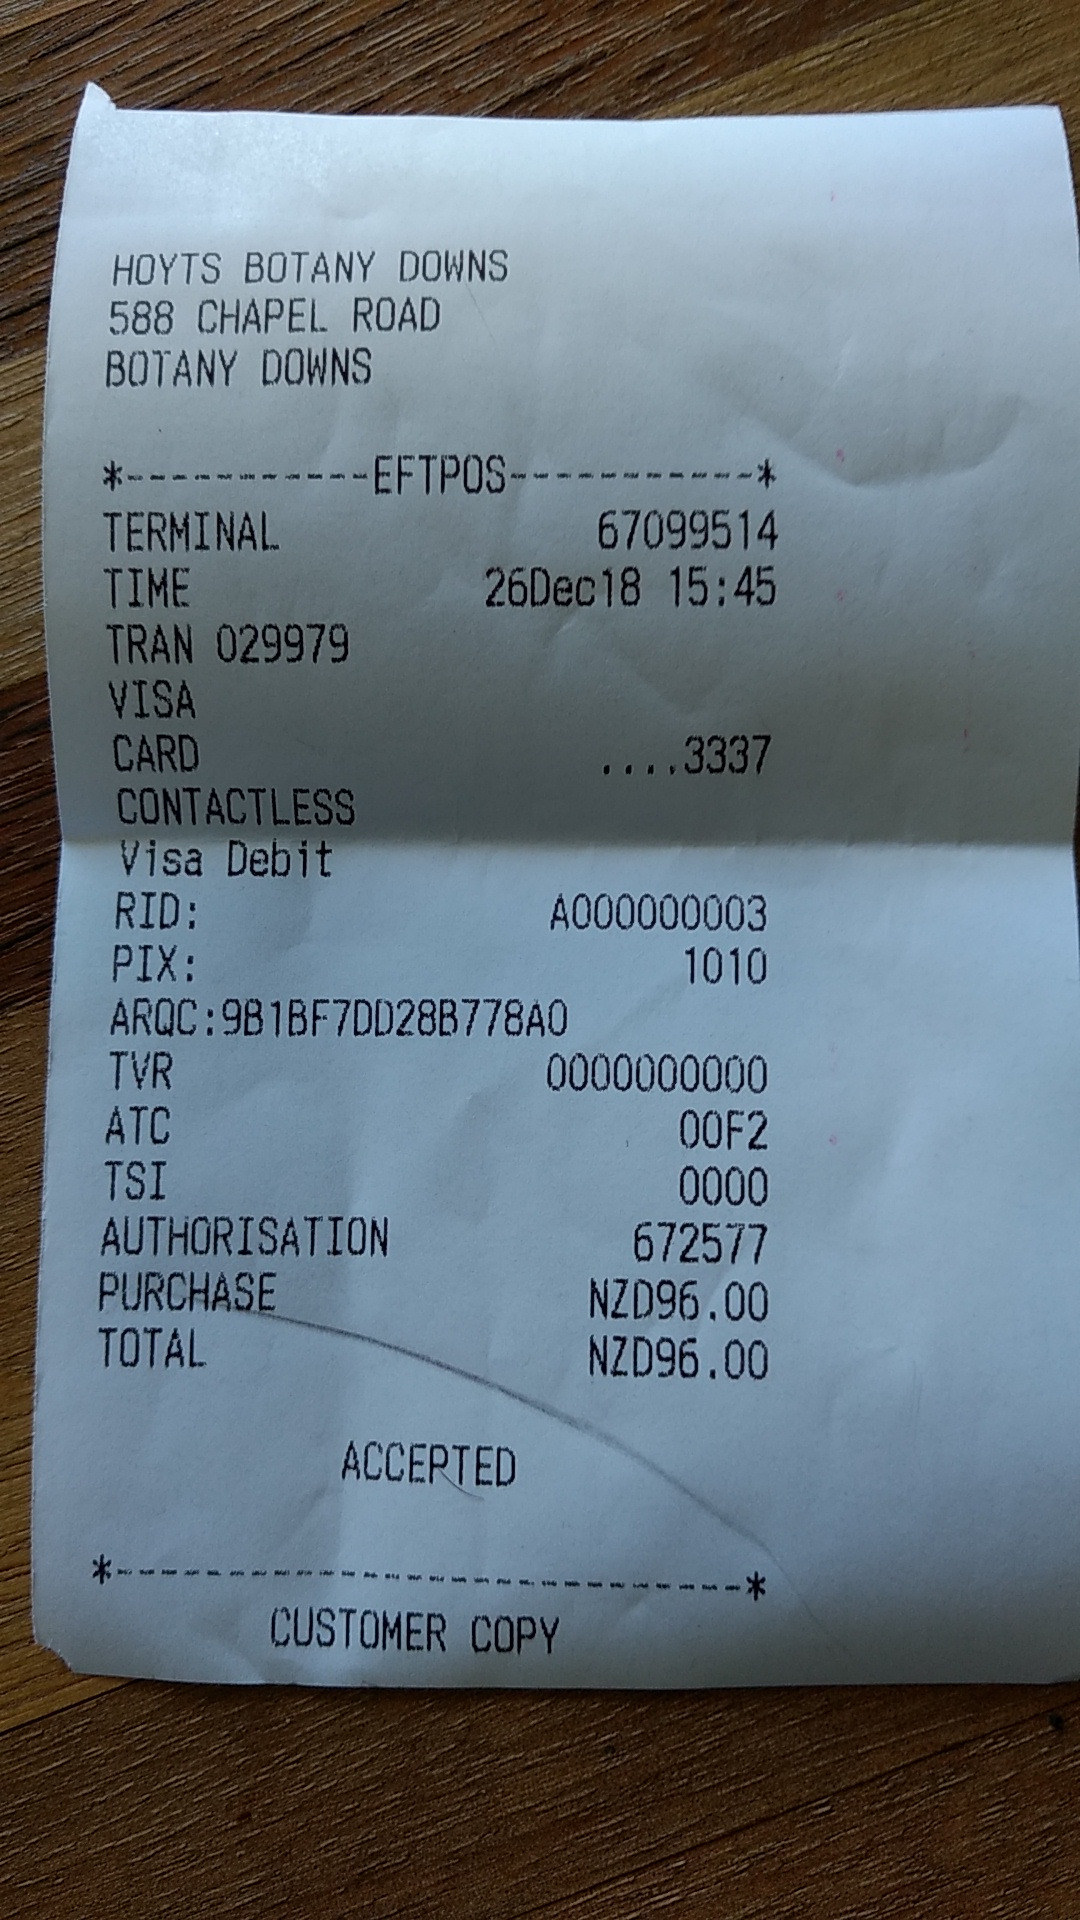 HOYTS BOTANY DOWNS
588 CHAPEL ROAD
BOTANY DOWNS
*-----------EFTPOS-----------*
TERMINAL 67099514
TIME 26Dec18 15:45
TRAN 029979
VISA
CARD ....3337
CONTACTLESS
Visa Debit
RID: A000000003
PIX: 1010
ARQC:9B1BF7DD28B778A0
TVR 0000000000
ATC 00F2
TSI 0000
AUTHORISATION 672577
PURCHASE NZD96.00
TOTAL NZD96.00
ACCEPTED
*----------------------------*
CUSTOMER COPY